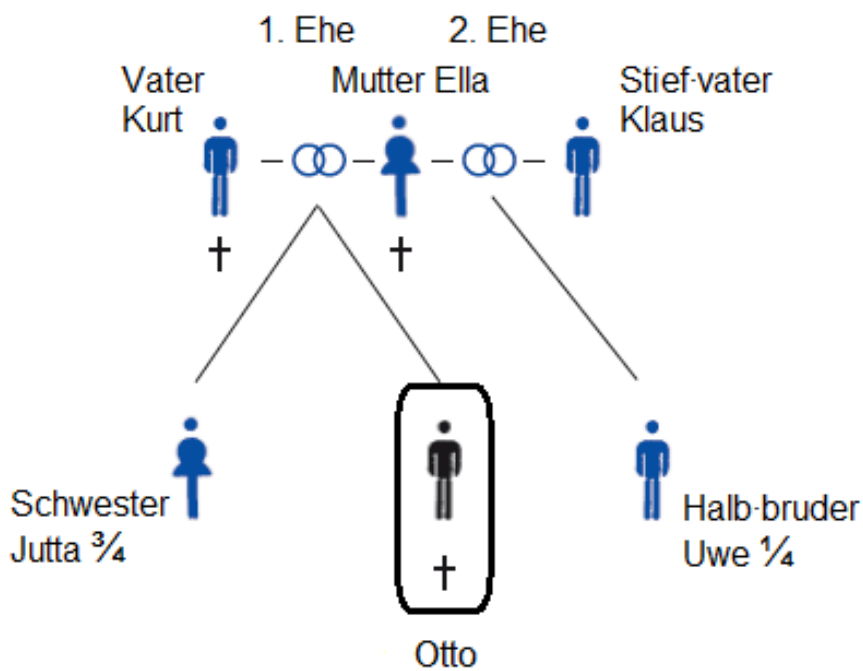 1. Ehe 2. Ehe
Vater Kurt
Mutter Ella
Stief·vater Klaus
Schwester
Jutta ¾
Halb·bruder
Uwe ¼
Otto